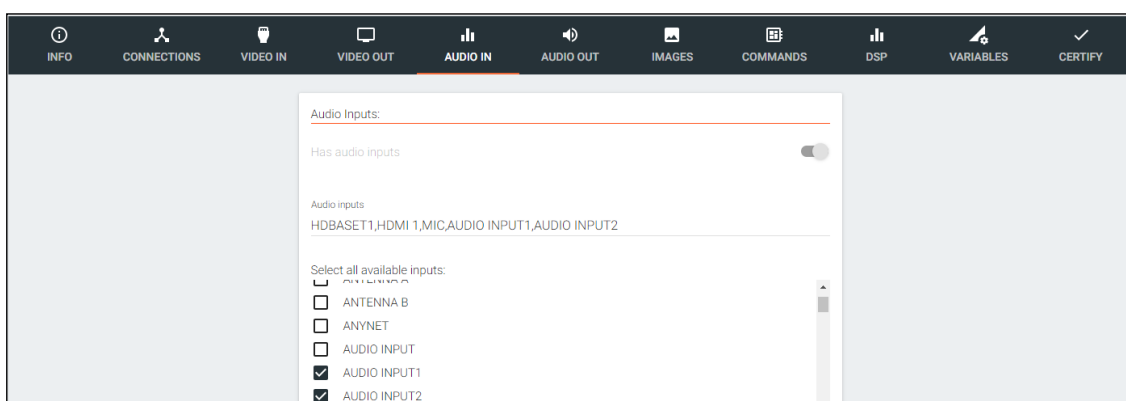 INFO CONNECTIONS VIDEO IN VIDEO OUT AUDIO IN AUDIO OUT IMAGES COMMANDS DSP VARIABLES CERTIFY
Audio Inputs:
Has audio inputs
Audio inputs
HDBASET1,HDMI 1,MIC,AUDIO INPUT1,AUDIO INPUT2
Select all available inputs:
ANTENNA A
ANTENNA B
ANYNET
AUDIO INPUT
AUDIO INPUT1
AUDIO INPUT2